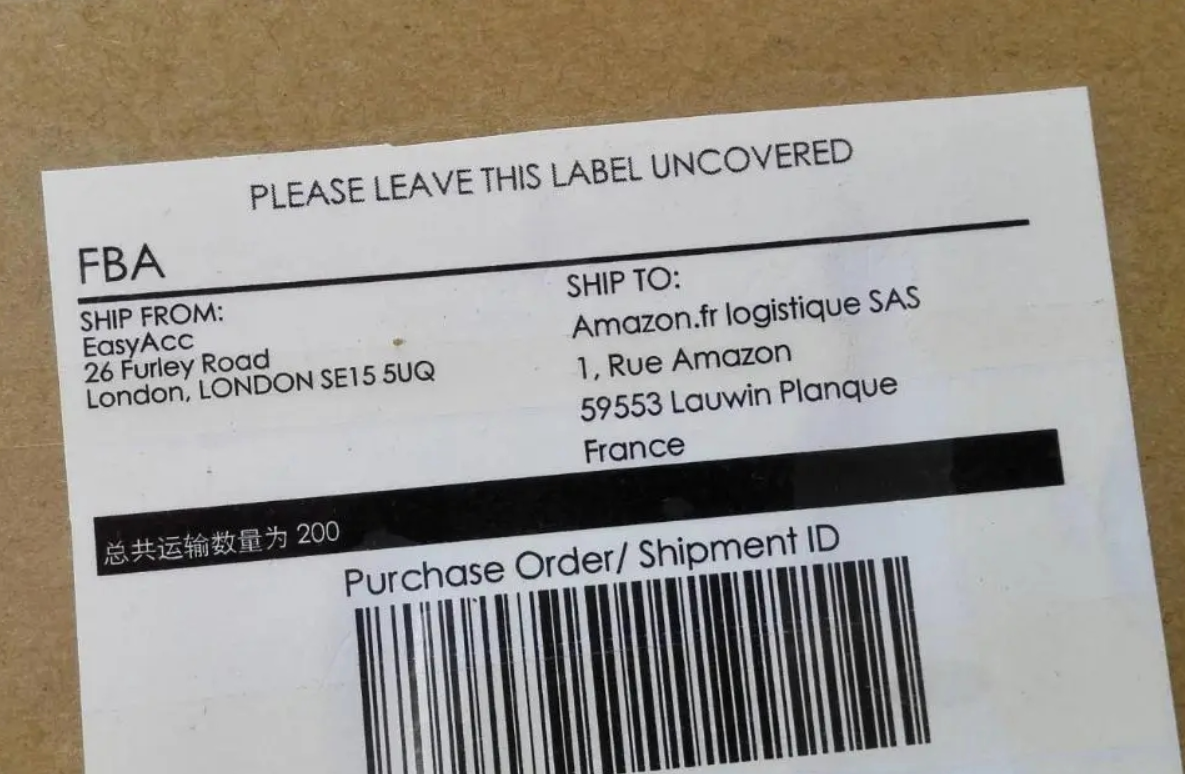 PLEASE LEAVE THIS LABEL UNCOVERED
FBA
SHIP FROM:
EasyAcc
26 Furley Road
London, LONDON SE15 5UQ
SHIP TO:
Amazon.fr logistique SAS
1, Rue Amazon
59553 Lauwin Planque
France
总共运输数量为 200
Purchase Order/ Shipment ID